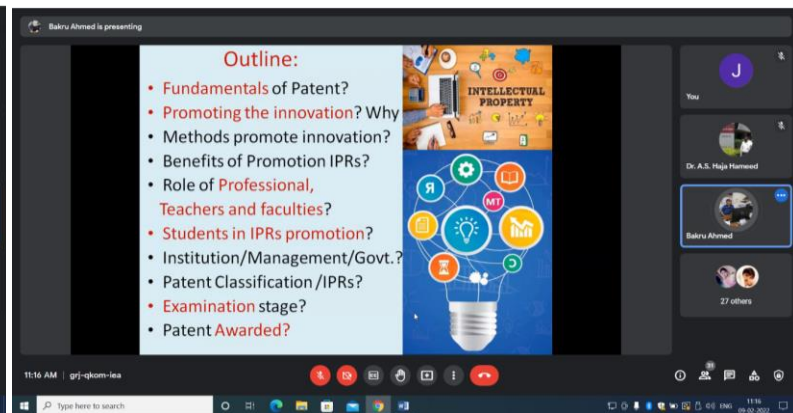 Bakru Ahmed is presenting
Outline:
• Fundamentals of Patent?
• Promoting the innovation? Why
• Methods promote innovation?
• Benefits of Promotion IPRs?
• Role of Professional,
Teachers and faculties?
• Students in IPRs promotion?
• Institution/Management/Govt.?
• Patent Classification /IPRs?
• Examination stage?
• Patent Awarded?
INTELLECTUAL
PROPERTY
Я
MT
J
You
Dr. A.S. Haja Hameed
Bakru Ahmed
27 others
11:16 AM | grj-qkom-iea
Type here to search
ENG
11:16